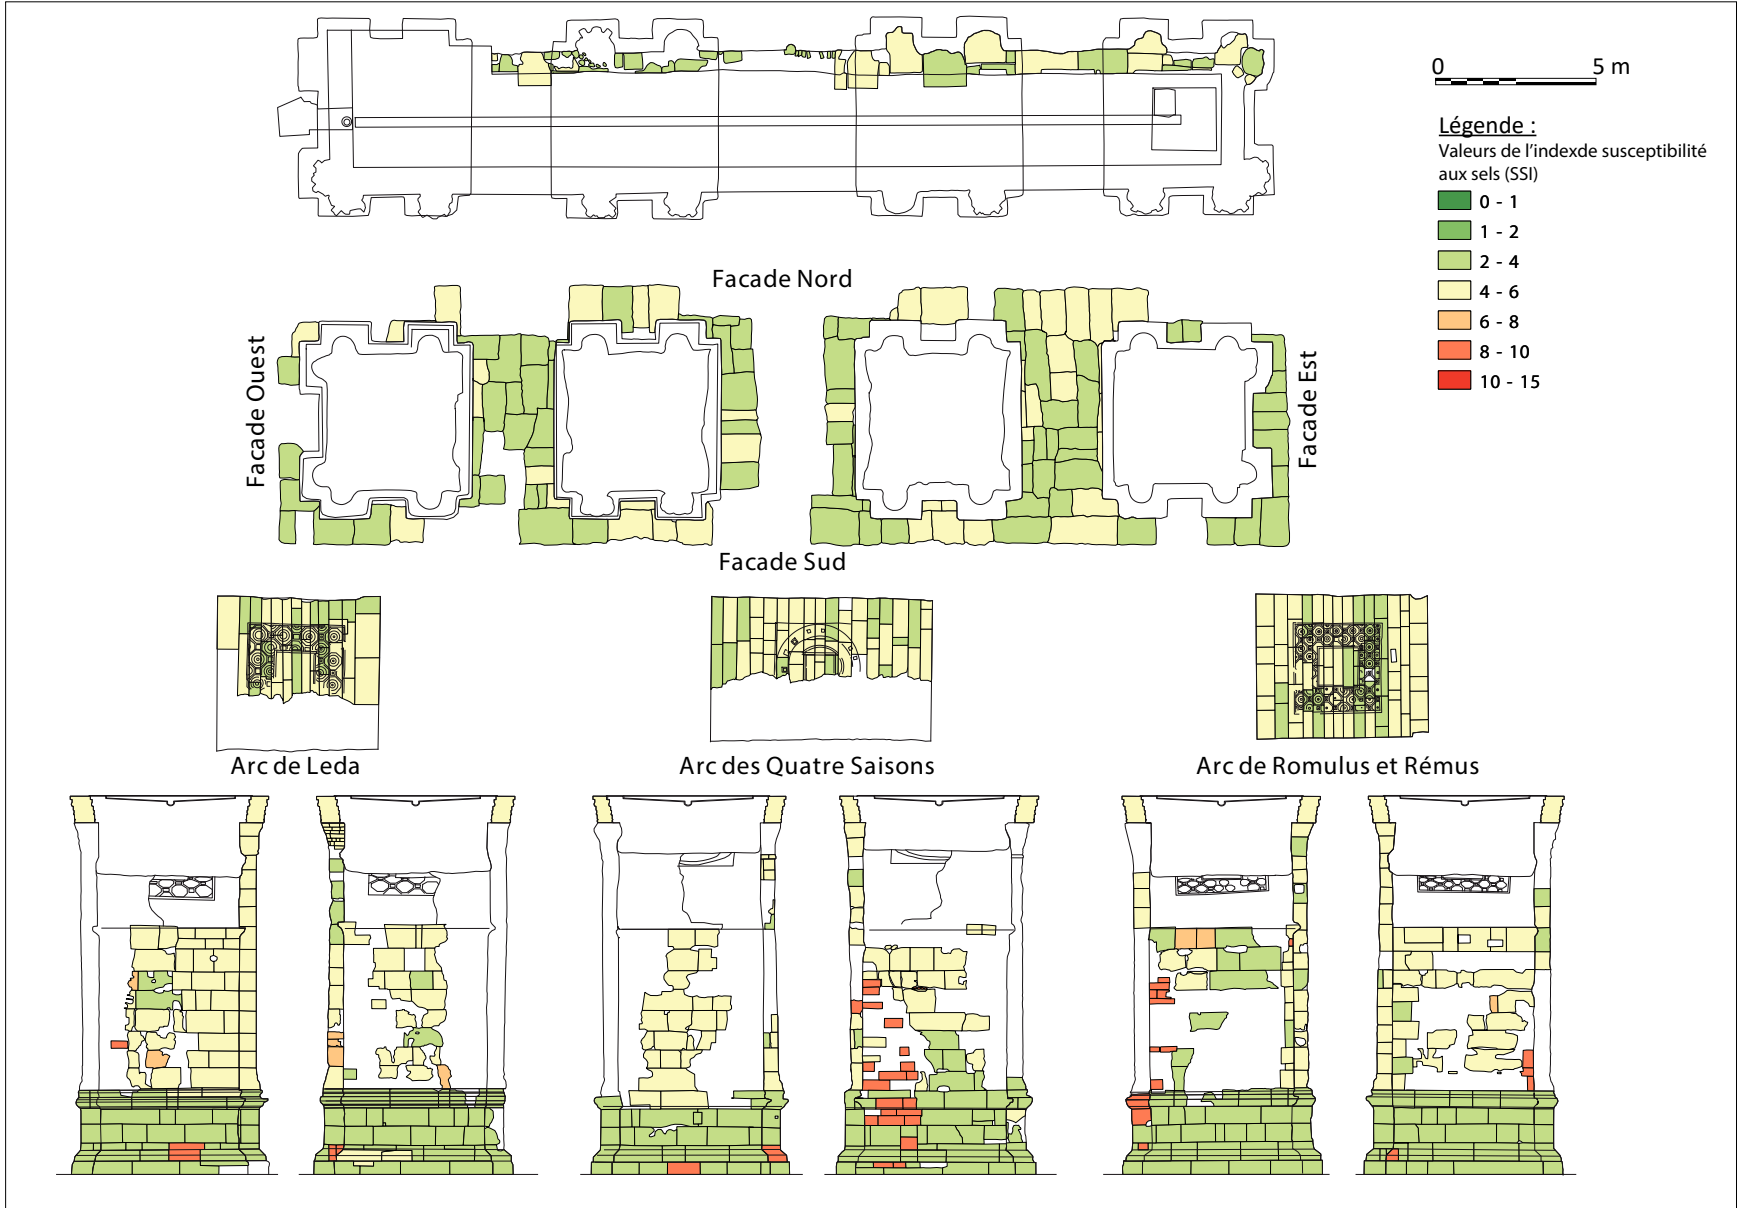 0 5 m
Légende :
Valeurs de l'indexde susceptibilité
aux sels (SSI)
0 - 1
1 - 2
2 - 4
4 - 6
6 - 8
8 - 10
10 - 15
Facade Nord
Facade Ouest
Facade Est
Facade Sud
Arc de Leda
Arc des Quatre Saisons
Arc de Romulus et Rémus